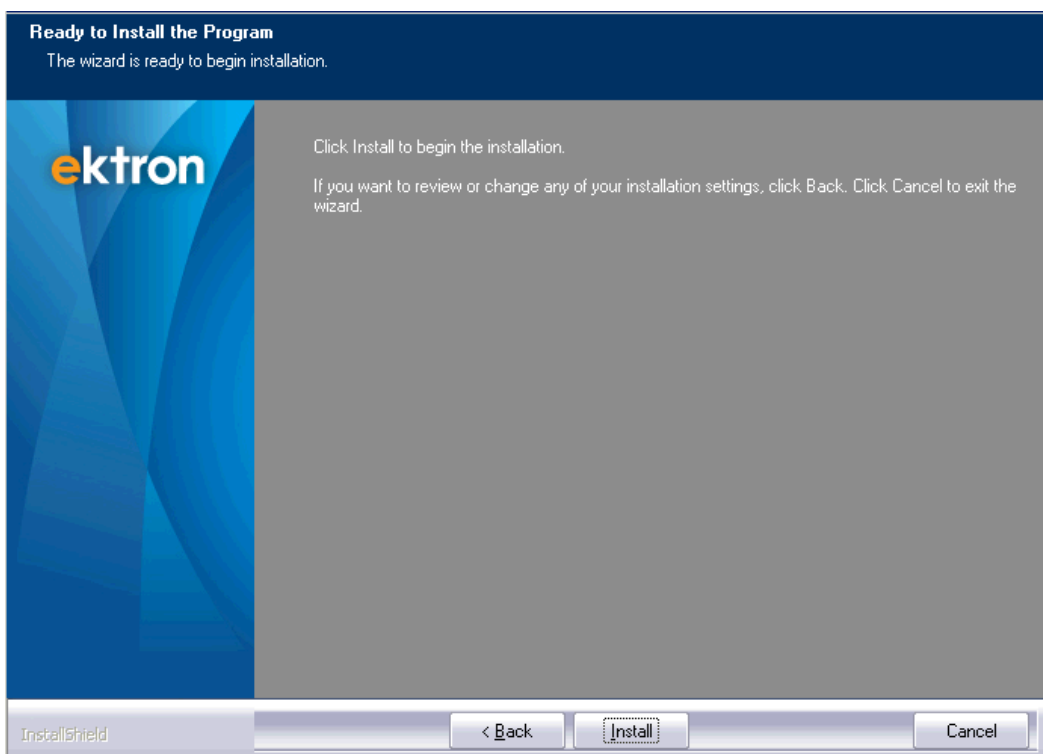 Ready to Install the Program
The wizard is ready to begin installation.
ektron
Click Install to begin the installation.
If you want to review or change any of your installation settings, click Back. Click Cancel to exit the
wizard.
InstallShield
< Back
Install
Cancel